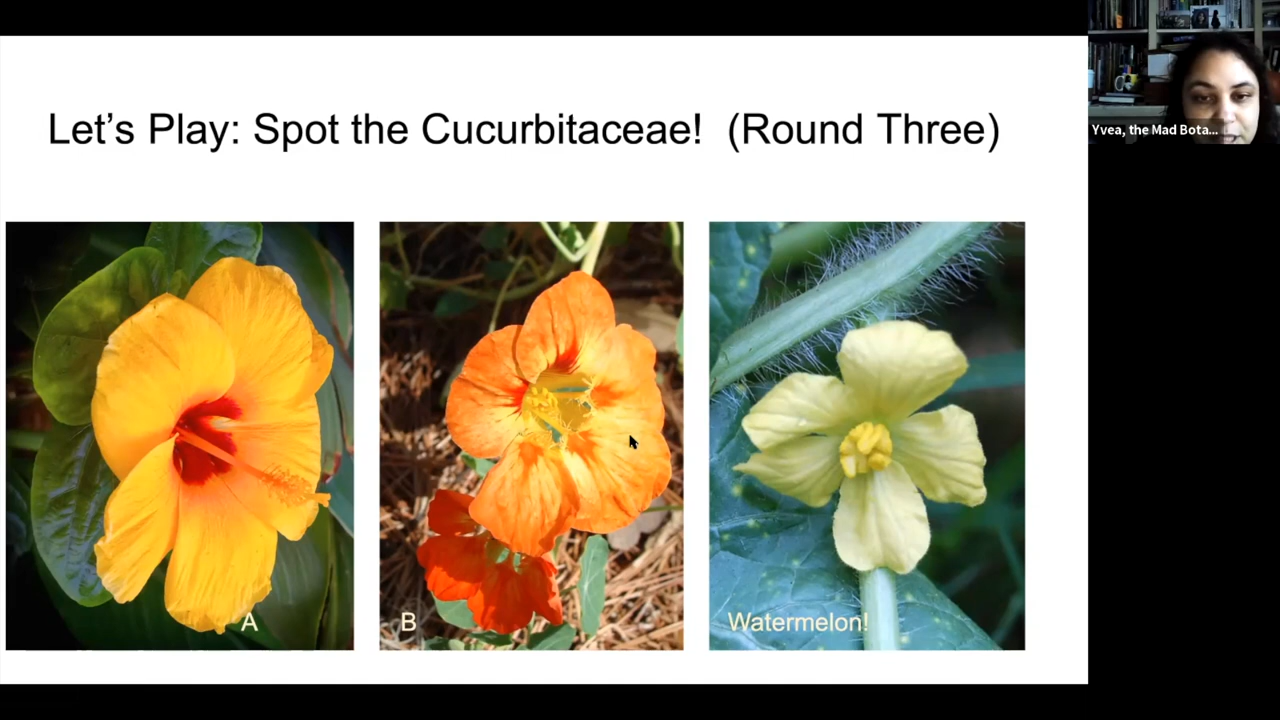 Let’s Play: Spot the Cucurbitaceae!  (Round Three)
Yvea, the Mad Bota...
A
B
Watermelon!